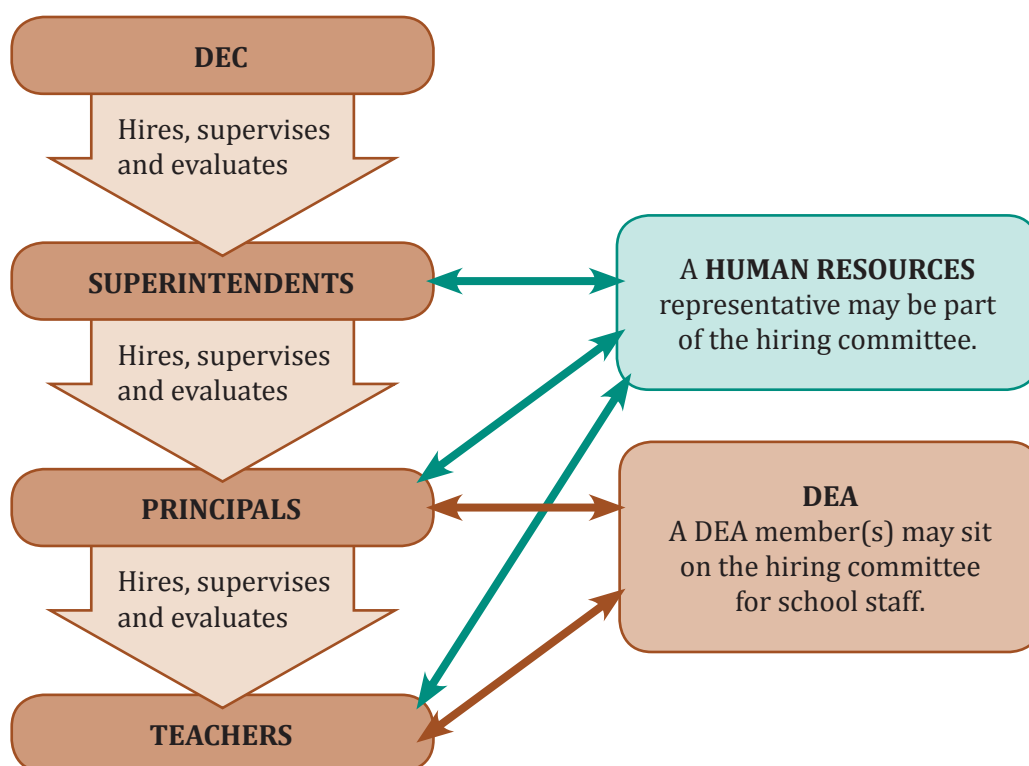 DEC
Hires, supervises
and evaluates
SUPERINTENDENTS
A HUMAN RESOURCES
representative may be part
of the hiring committee.
Hires, supervises
and evaluates
PRINCIPALS
DEA
A DEA member(s) may sit
on the hiring committee
for school staff.
Hires, supervises
and evaluates
TEACHERS